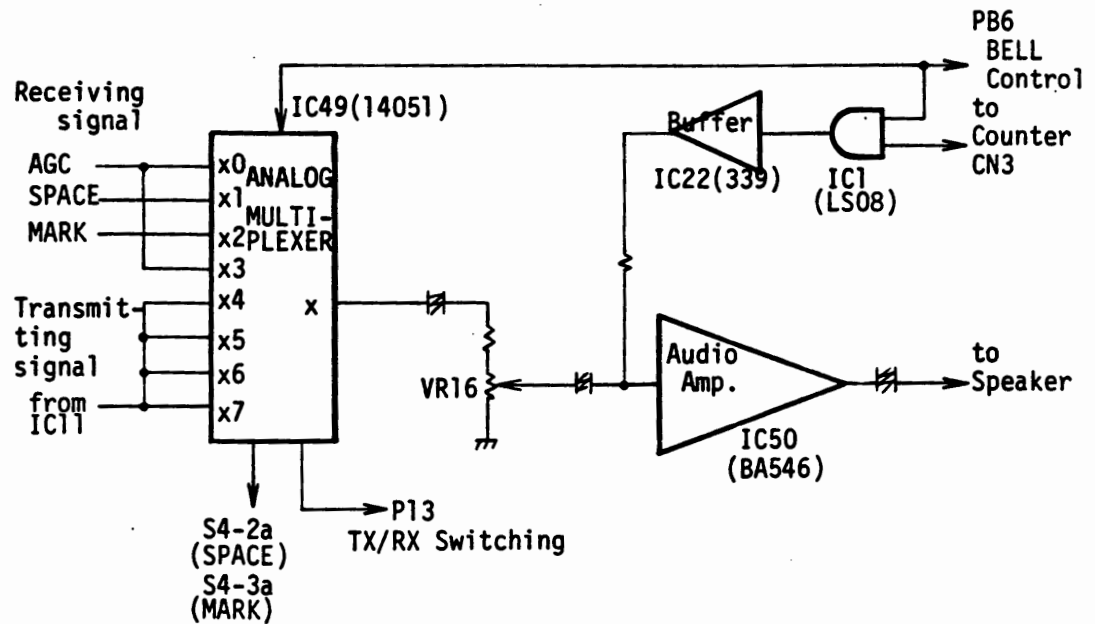 PB6
BELL
Control
to
Counter
CN3
Receiving
signal
IC49(14051)
Buffer
IC22(339)
IC1
(LS08)
AGC
SPACE
MARK
x0 ANALOG
x1
MULTI-
x2 PLEXER
x3
x4
x
x5
x6
x7
Transmit-
ting
signal
from
IC11
VR16
Audio
Amp.
to
Speaker
IC50
(BA546)
P13
TX/RX Switching
S4-2a
(SPACE)
S4-3a
(MARK)